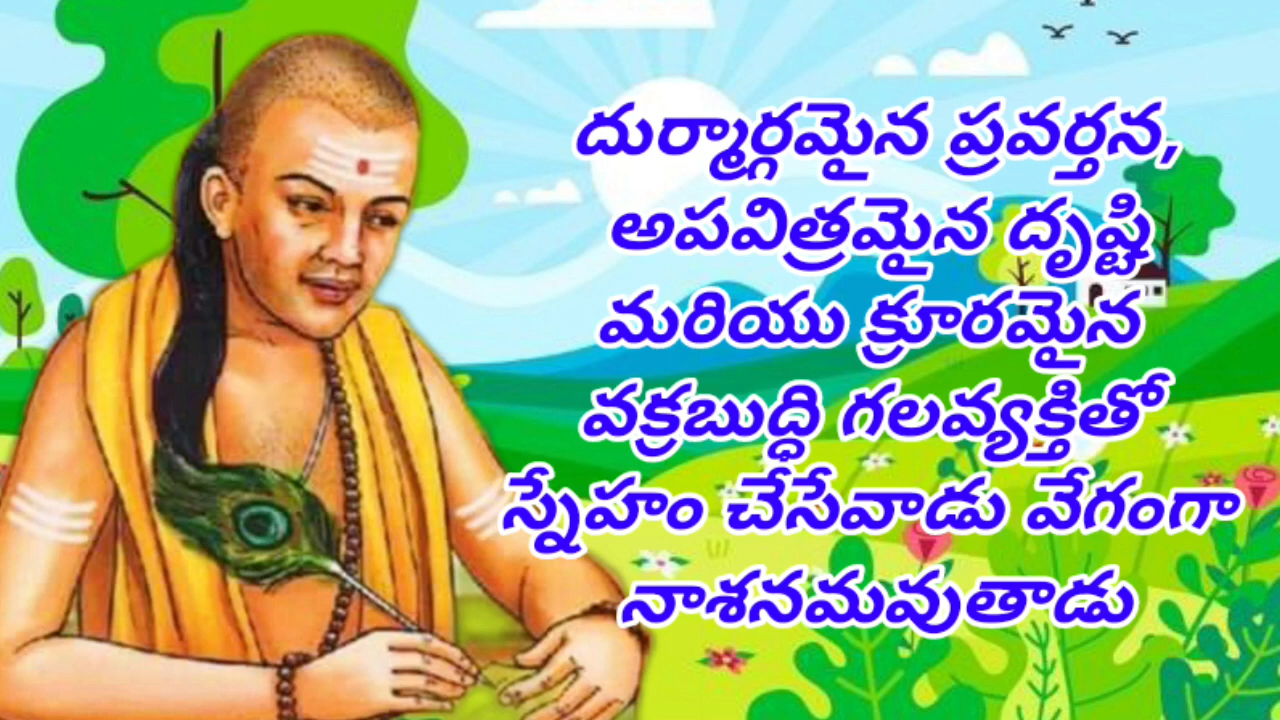 దుర్మార్గమైన ప్రవర్తన,
అపవిత్రమైన దృష్టి
మరియు క్రూరమైన
వక్రబుద్ధి గలవ్యక్తితో
స్నేహం చేసేవాడు వేగంగా
నాశనమవుతాడు